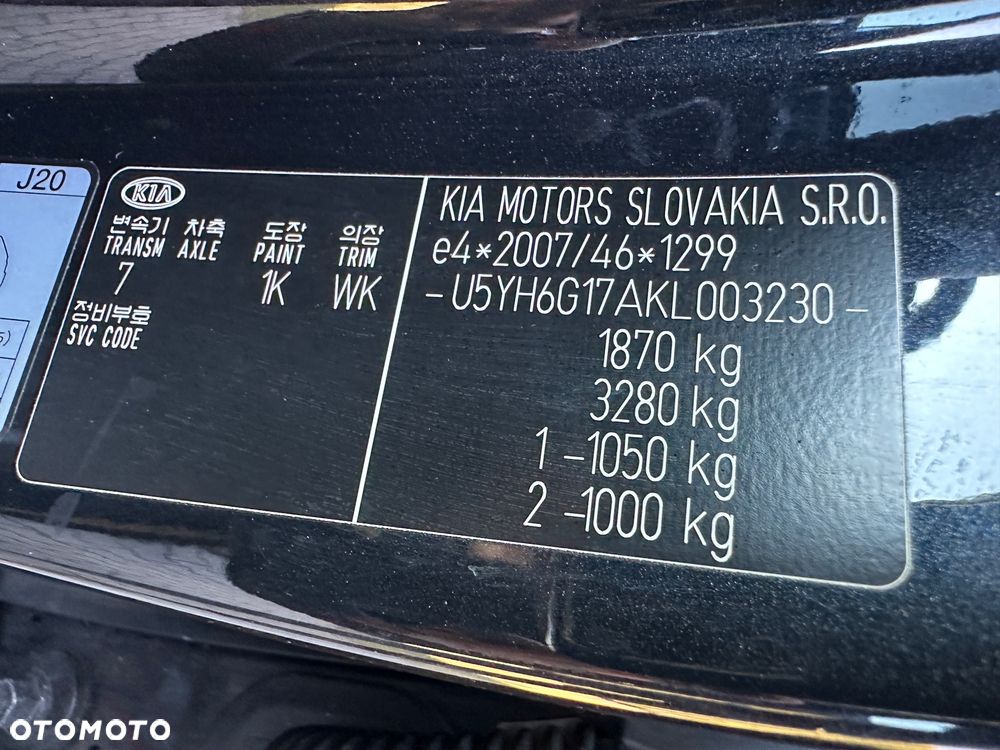 J20
KIA
변속기 차축 도장 의장
TRANSM AXLE PAINT TRIM
7 1K WK
정비부호
SVC CODE
KIA MOTORS SLOVAKIA S.R.O.
e4*2007/46*1299
-U5YH6G17AKL003230-
1870 kg
3280 kg
1 -1050 kg
2 -1000 kg
OTOMOTO